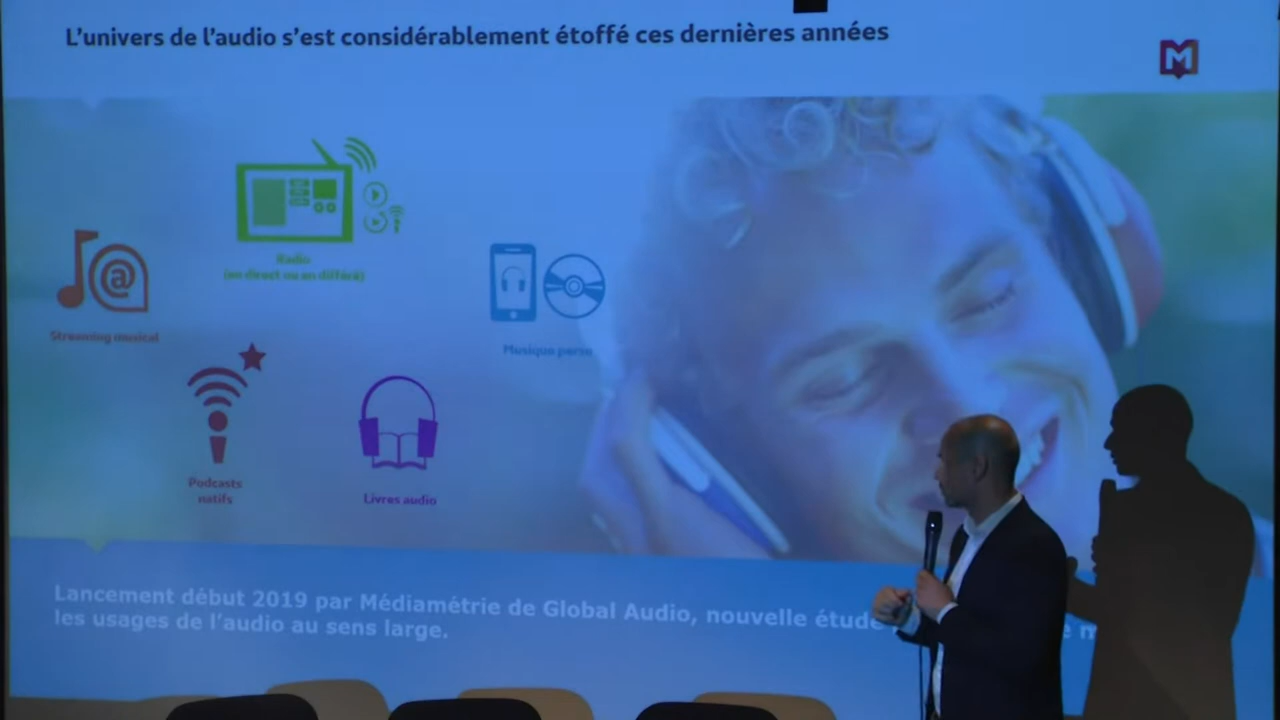 L’univers de l’audio s’est considérablement étoffé ces dernières années
M
Radio
(en direct ou en différé)
@
Streaming musical
Musique perso
Podcasts
natifs
Livres audio
Lancement début 2019 par Médiamétrie de Global Audio, nouvelle étude
les usages de l’audio au sens large.